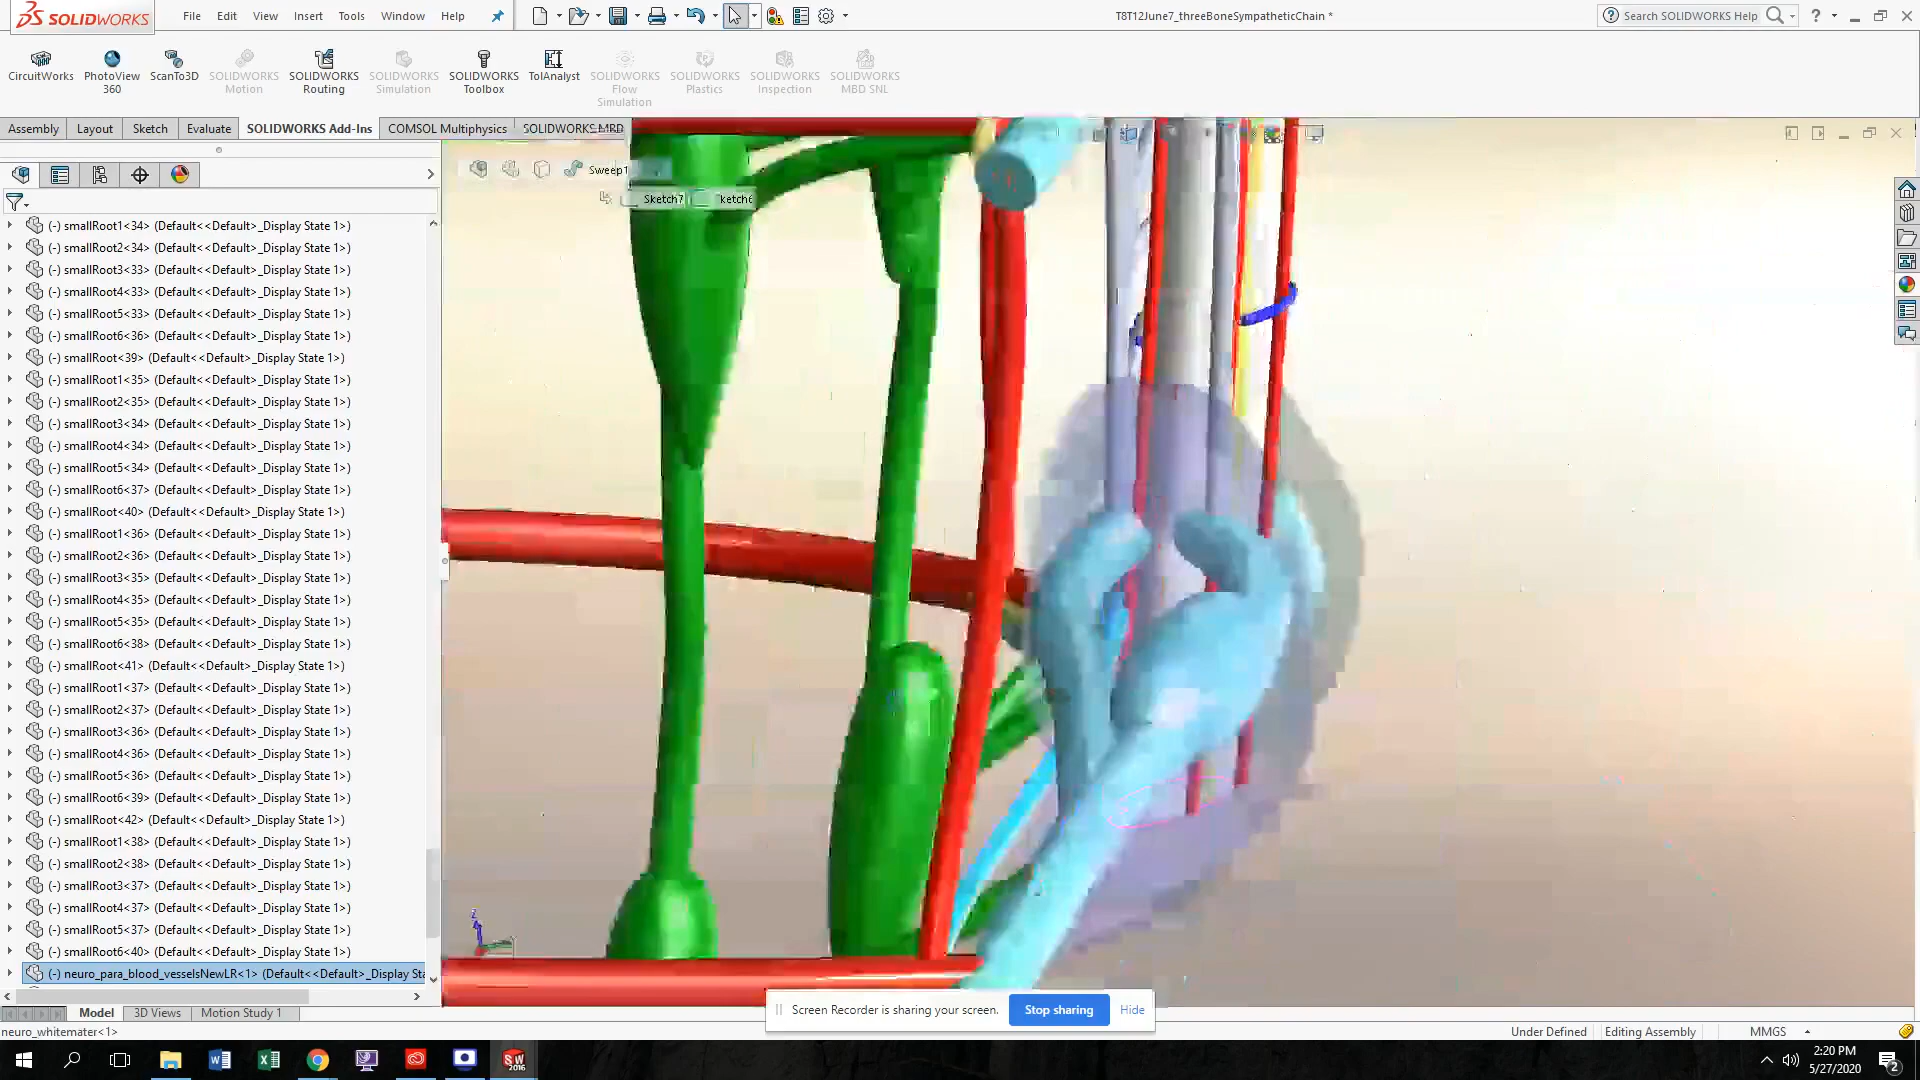 SOLIDWORKS
File Edit View Insert Tools Window Help
T8T12June7_threeBoneSympatheticChain *
Search SOLIDWORKS Help
CircuitWorks
PhotoView 360
ScanTo3D
SOLIDWORKS Motion
SOLIDWORKS Routing
SOLIDWORKS Simulation
SOLIDWORKS Toolbox
TolAnalyst
SOLIDWORKS Flow Simulation
SOLIDWORKS Plastics
SOLIDWORKS Inspection
SOLIDWORKS MBD SNL
Assembly Layout Sketch Evaluate SOLIDWORKS Add-Ins COMSOL Multiphysics SOLIDWORKS MBD
Sweep1
Sketch7
(-) smallRoot1<34> (Default<<Default>_Display State 1>)
(-) smallRoot2<34> (Default<<Default>_Display State 1>)
(-) smallRoot3<33> (Default<<Default>_Display State 1>)
(-) smallRoot4<33> (Default<<Default>_Display State 1>)
(-) smallRoot5<33> (Default<<Default>_Display State 1>)
(-) smallRoot6<36> (Default<<Default>_Display State 1>)
(-) smallRoot<39> (Default<<Default>_Display State 1>)
(-) smallRoot1<35> (Default<<Default>_Display State 1>)
(-) smallRoot2<35> (Default<<Default>_Display State 1>)
(-) smallRoot3<34> (Default<<Default>_Display State 1>)
(-) smallRoot4<34> (Default<<Default>_Display State 1>)
(-) smallRoot5<34> (Default<<Default>_Display State 1>)
(-) smallRoot6<37> (Default<<Default>_Display State 1>)
(-) smallRoot<40> (Default<<Default>_Display State 1>)
(-) smallRoot1<36> (Default<<Default>_Display State 1>)
(-) smallRoot2<36> (Default<<Default>_Display State 1>)
(-) smallRoot3<35> (Default<<Default>_Display State 1>)
(-) smallRoot4<35> (Default<<Default>_Display State 1>)
(-) smallRoot5<35> (Default<<Default>_Display State 1>)
(-) smallRoot6<38> (Default<<Default>_Display State 1>)
(-) smallRoot<41> (Default<<Default>_Display State 1>)
(-) smallRoot1<37> (Default<<Default>_Display State 1>)
(-) smallRoot2<37> (Default<<Default>_Display State 1>)
(-) smallRoot3<36> (Default<<Default>_Display State 1>)
(-) smallRoot4<36> (Default<<Default>_Display State 1>)
(-) smallRoot5<36> (Default<<Default>_Display State 1>)
(-) smallRoot6<39> (Default<<Default>_Display State 1>)
(-) smallRoot<42> (Default<<Default>_Display State 1>)
(-) smallRoot1<38> (Default<<Default>_Display State 1>)
(-) smallRoot2<38> (Default<<Default>_Display State 1>)
(-) smallRoot3<37> (Default<<Default>_Display State 1>)
(-) smallRoot4<37> (Default<<Default>_Display State 1>)
(-) smallRoot5<37> (Default<<Default>_Display State 1>)
(-) smallRoot6<40> (Default<<Default>_Display State 1>)
(-) neuro_para_blood_vesselsNewLR<1> (Default<<Default>_Display Sta
Model 3D Views Motion Study 1
Screen Recorder is sharing your screen. Stop sharing Hide
neuro_whitemater<1>
Under Defined Editing Assembly MMGS
2:20 PM
5/27/2020
2
SW
2016